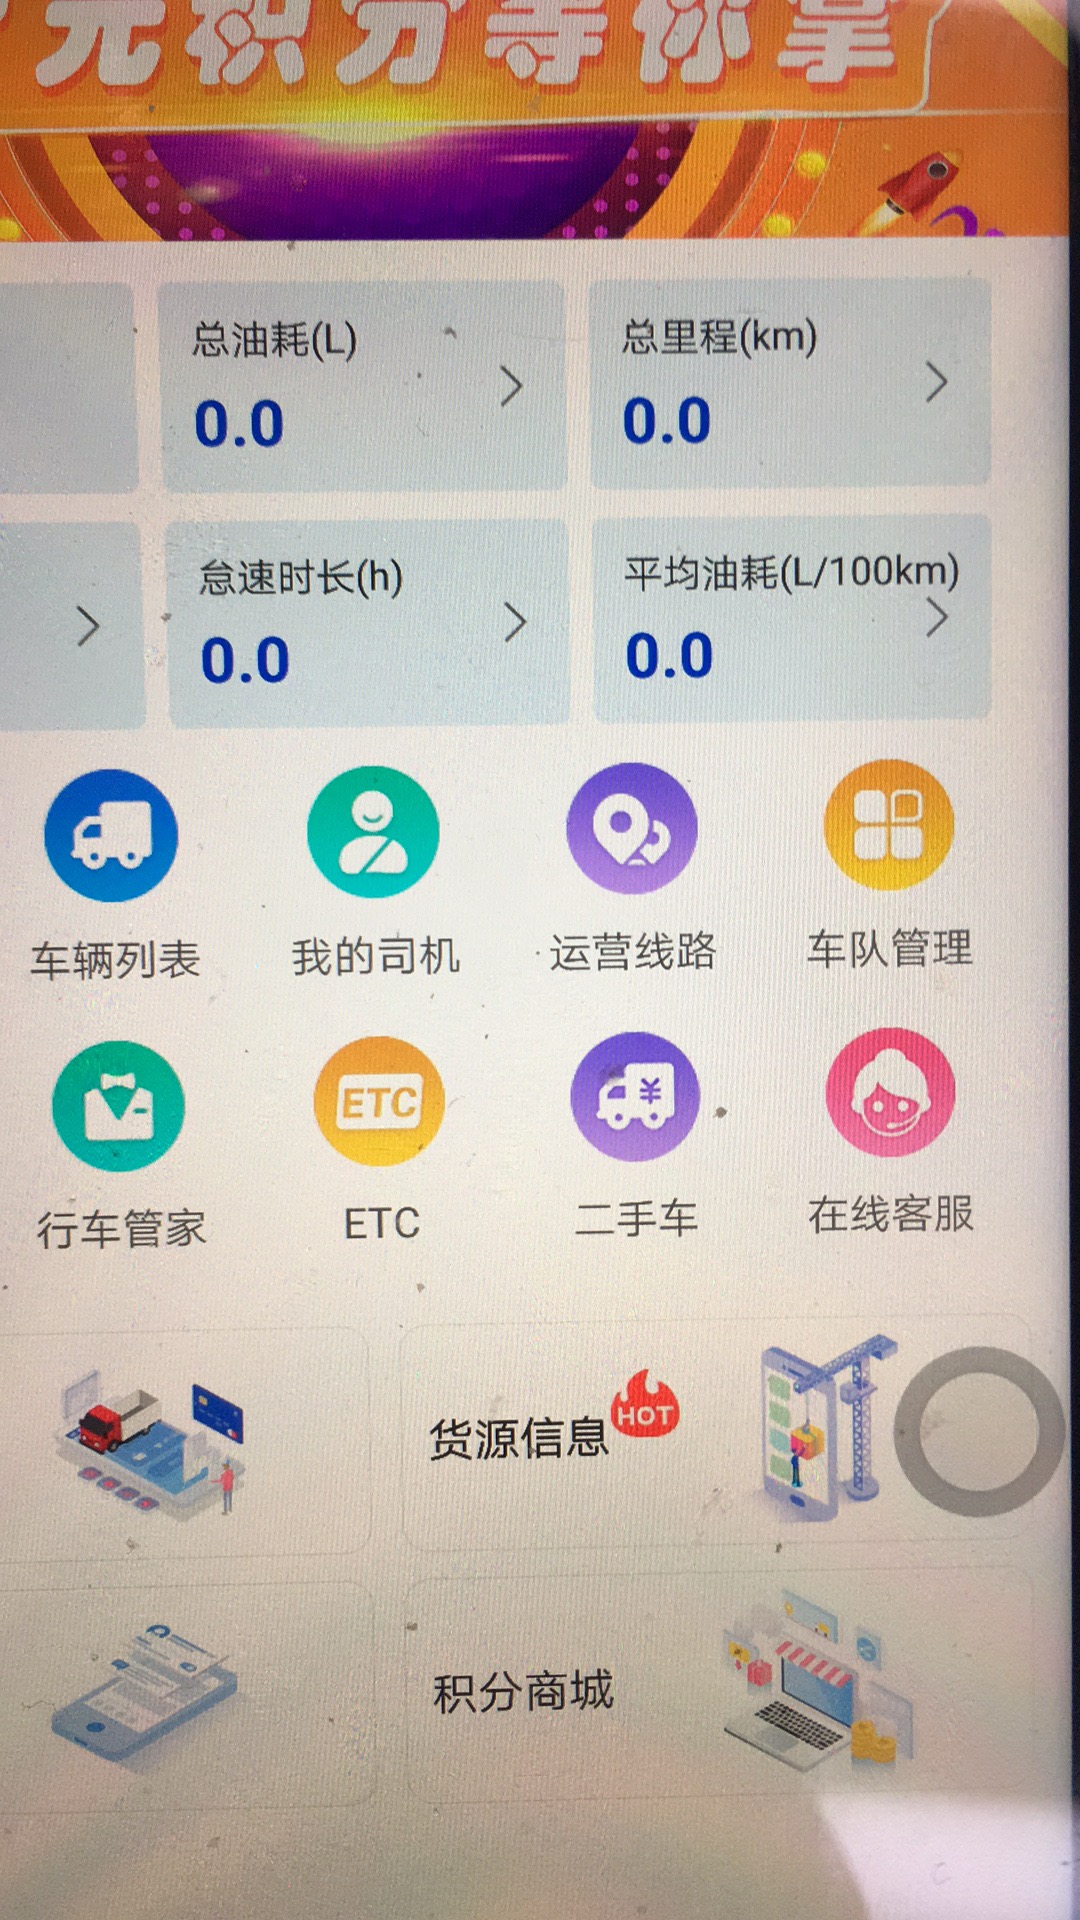 元积分等你拿
总油耗(L)
总里程(km)
0.0
0.0
怠速时长(h)
平均油耗(L/100km)
0.0
0.0
车辆列表
我的司机
运营线路
车队管理
ETC
¥
行车管家
ETC
二手车
在线客服
货源信息
HOT
积分商城